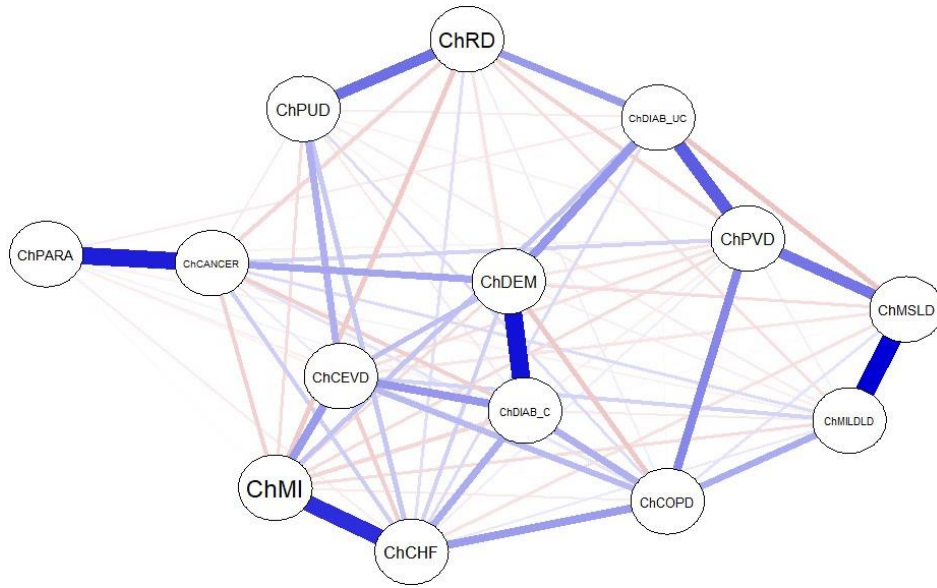 ChRD
ChPUD
ChDIAB_UC
ChPVD
ChPARA
ChCANCER
ChDEM
ChMSLD
ChCEVD
ChDIAB_C
ChMILDLD
ChMI
ChCOPD
ChCHF